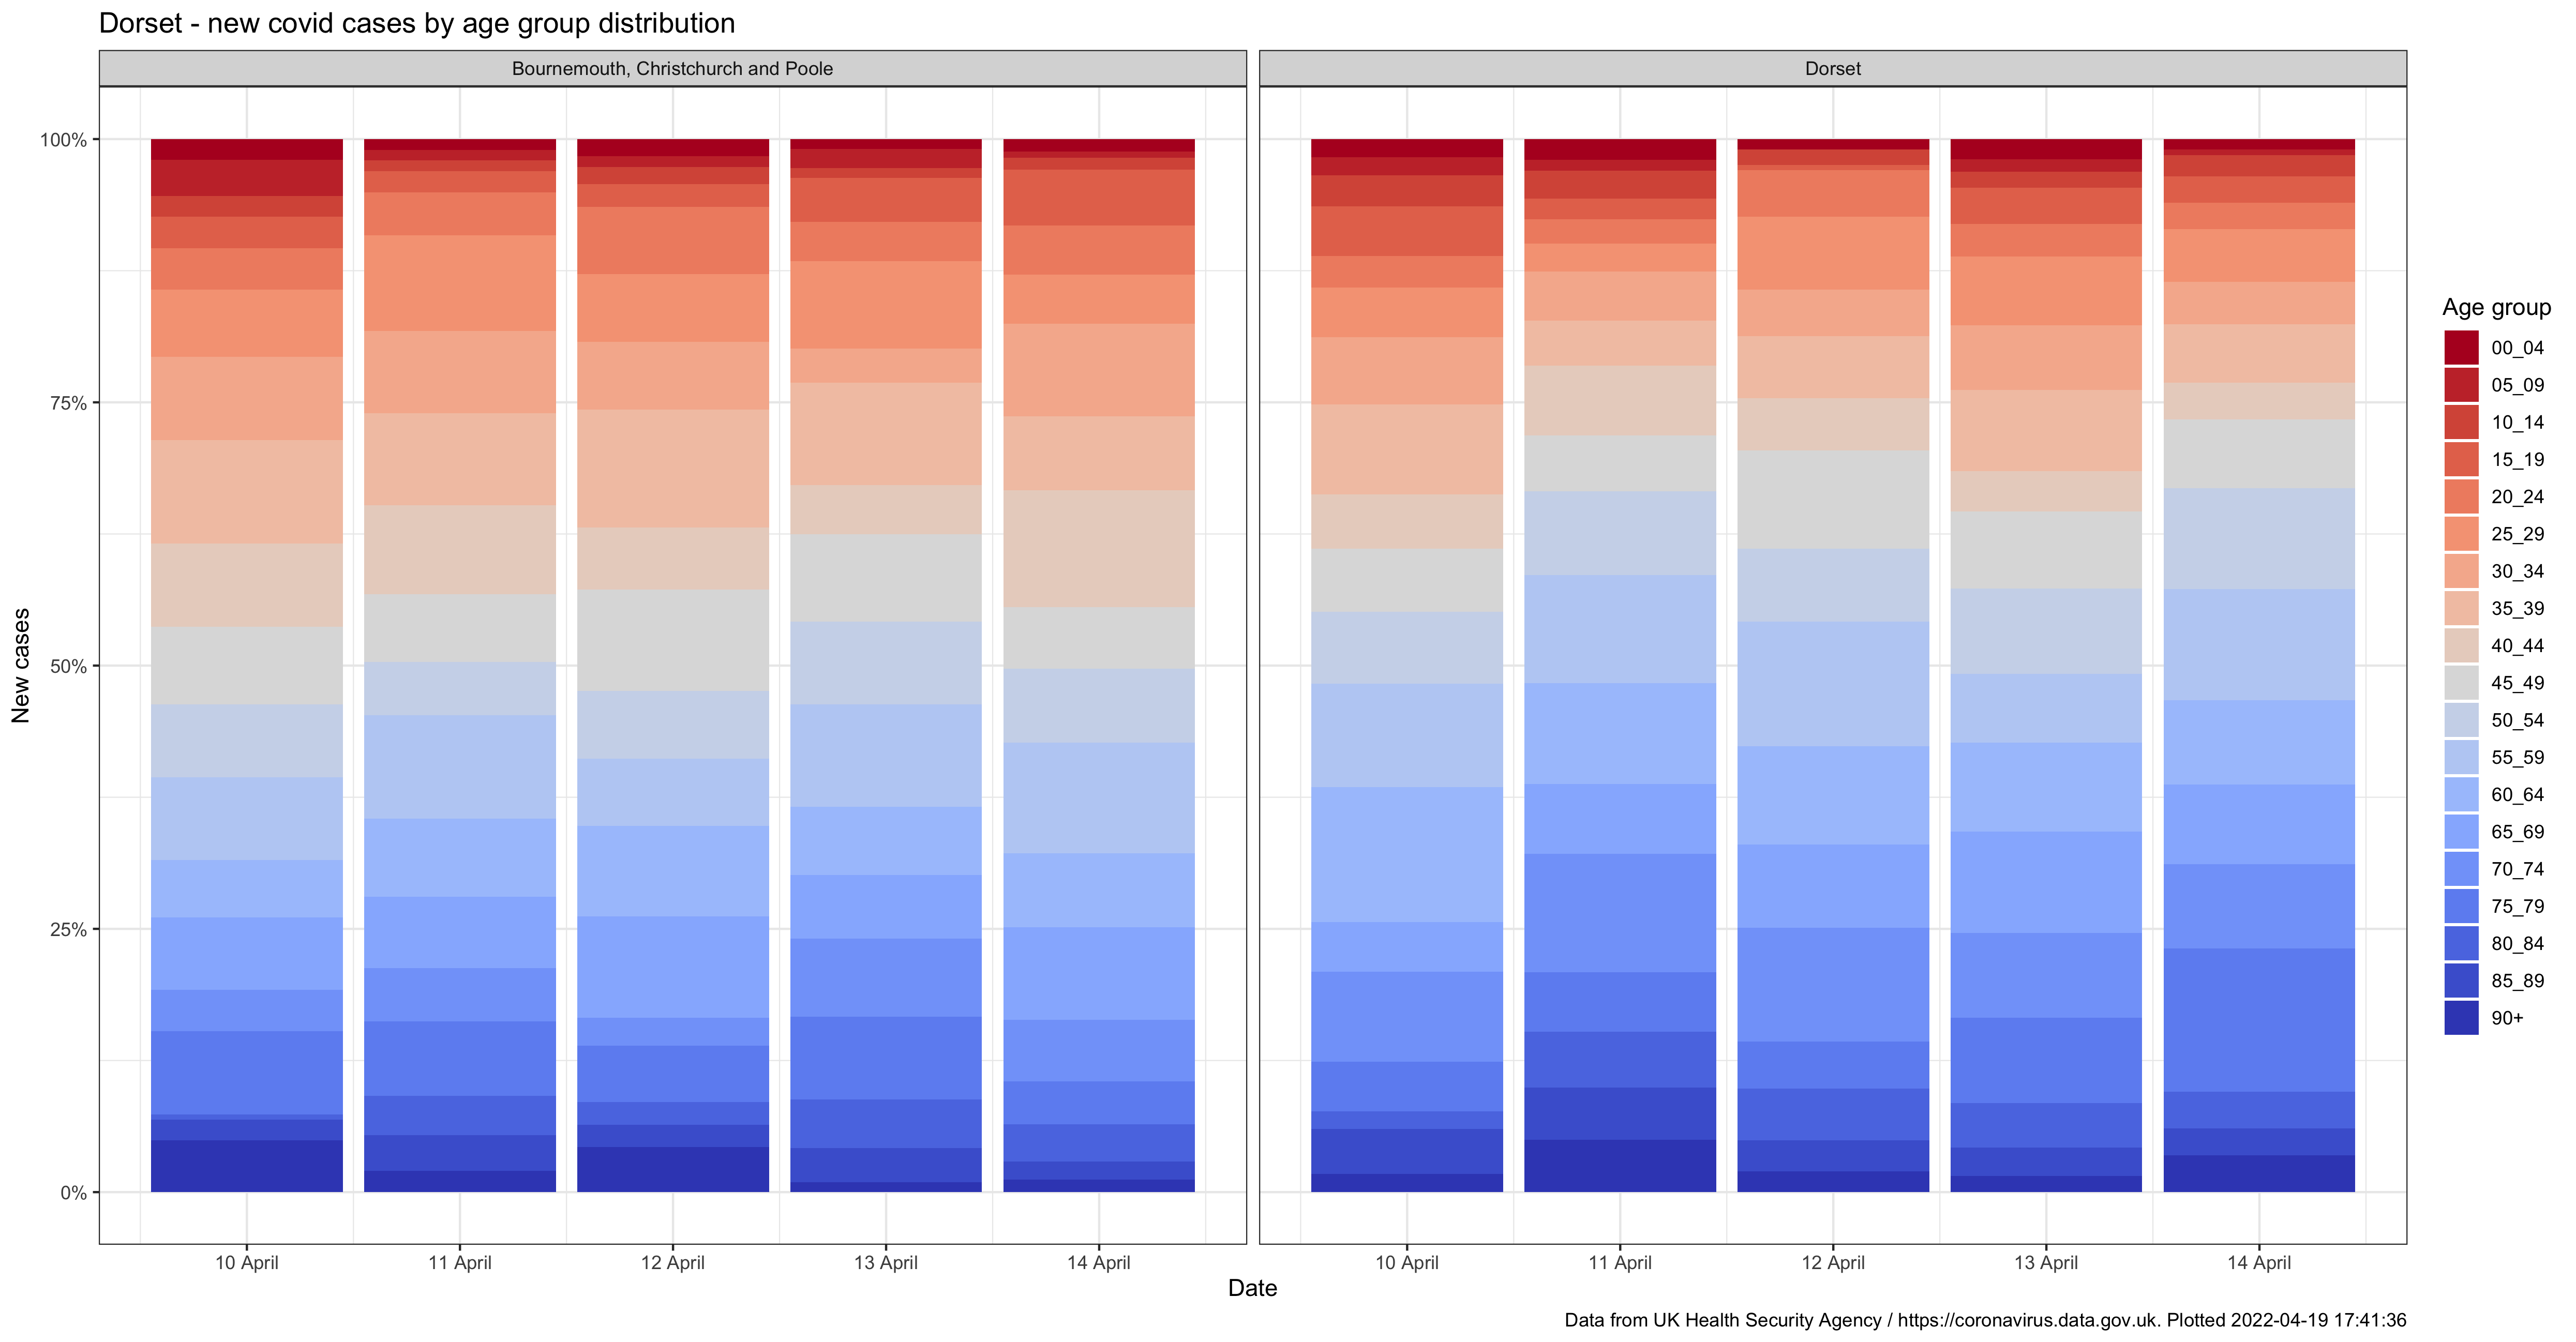 Dorset - new covid cases by age group distribution
Bournemouth, Christchurch and Poole
Dorset
New cases
100%
75%
50%
25%
0%
10 April
11 April
12 April
13 April
14 April
10 April
11 April
12 April
13 April
14 April
Date
Age group
00_04
05_09
10_14
15_19
20_24
25_29
30_34
35_39
40_44
45_49
50_54
55_59
60_64
65_69
70_74
75_79
80_84
85_89
90+
Data from UK Health Security Agency / https://coronavirus.data.gov.uk. Plotted 2022-04-19 17:41:36